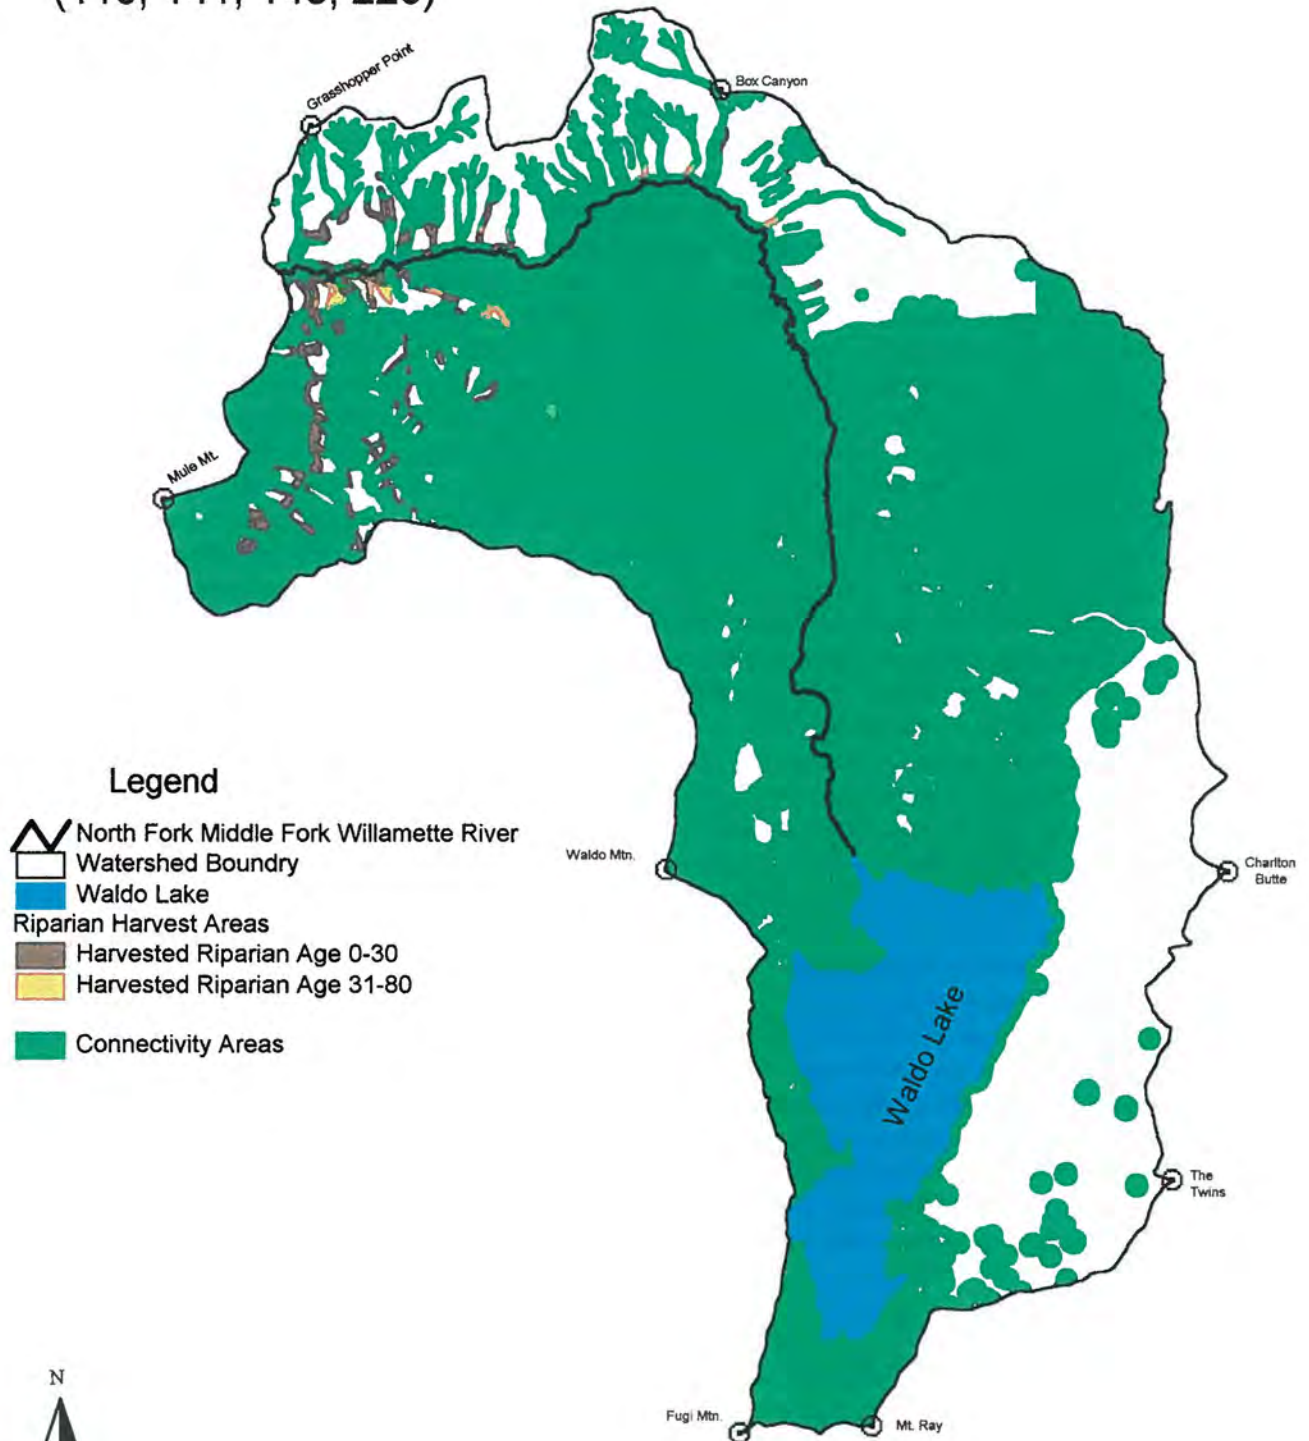 Grasshopper Point
Box Canyon
Mule Mt.
Legend
North Fork Middle Fork Willamette River
Watershed Boundry
Waldo Lake
Riparian Harvest Areas
Harvested Riparian Age 0-30
Harvested Riparian Age 31-80
Connectivity Areas
Waldo Mtn.
Charlton
Butte
Waldo Lake
The
Twins
N
Fugi Mtn.
Mt. Ray